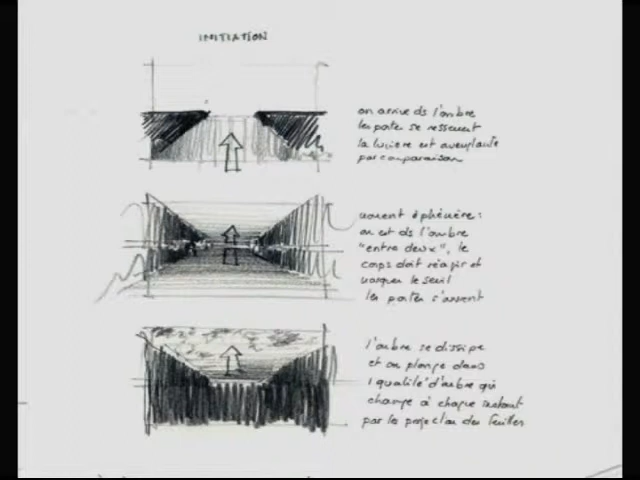 INITIATION
on arrive ds l'ombre
les portes se resserrent
la lumière est aveuglante
par comparaison
moment éphémère :
on est ds l'ombre
"entre deux", le
corps doit réagir et
marquer le seuil
les portes s'ouvrent
l'ombre se dissipe
et on plonge dans
1 qualité d'ombre qui
change à chaque instant
par les projection des feuilles